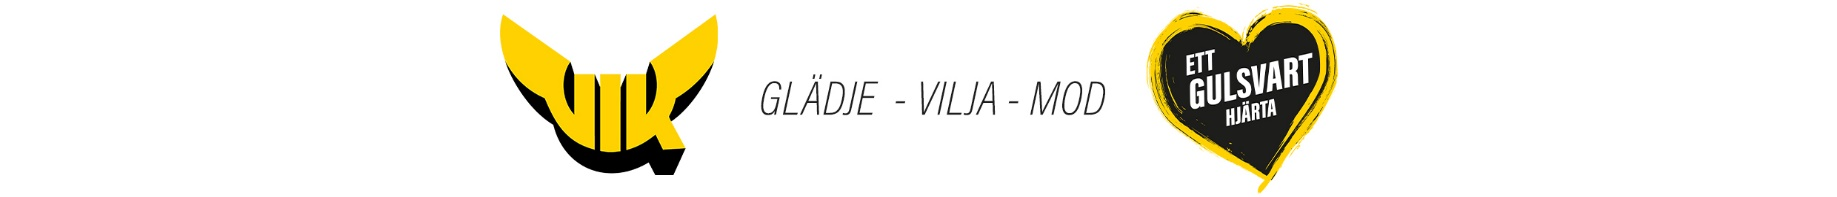 VIK
GLÄDJE - VILJA - MOD
ETT
GULSVART
HJÄRTA